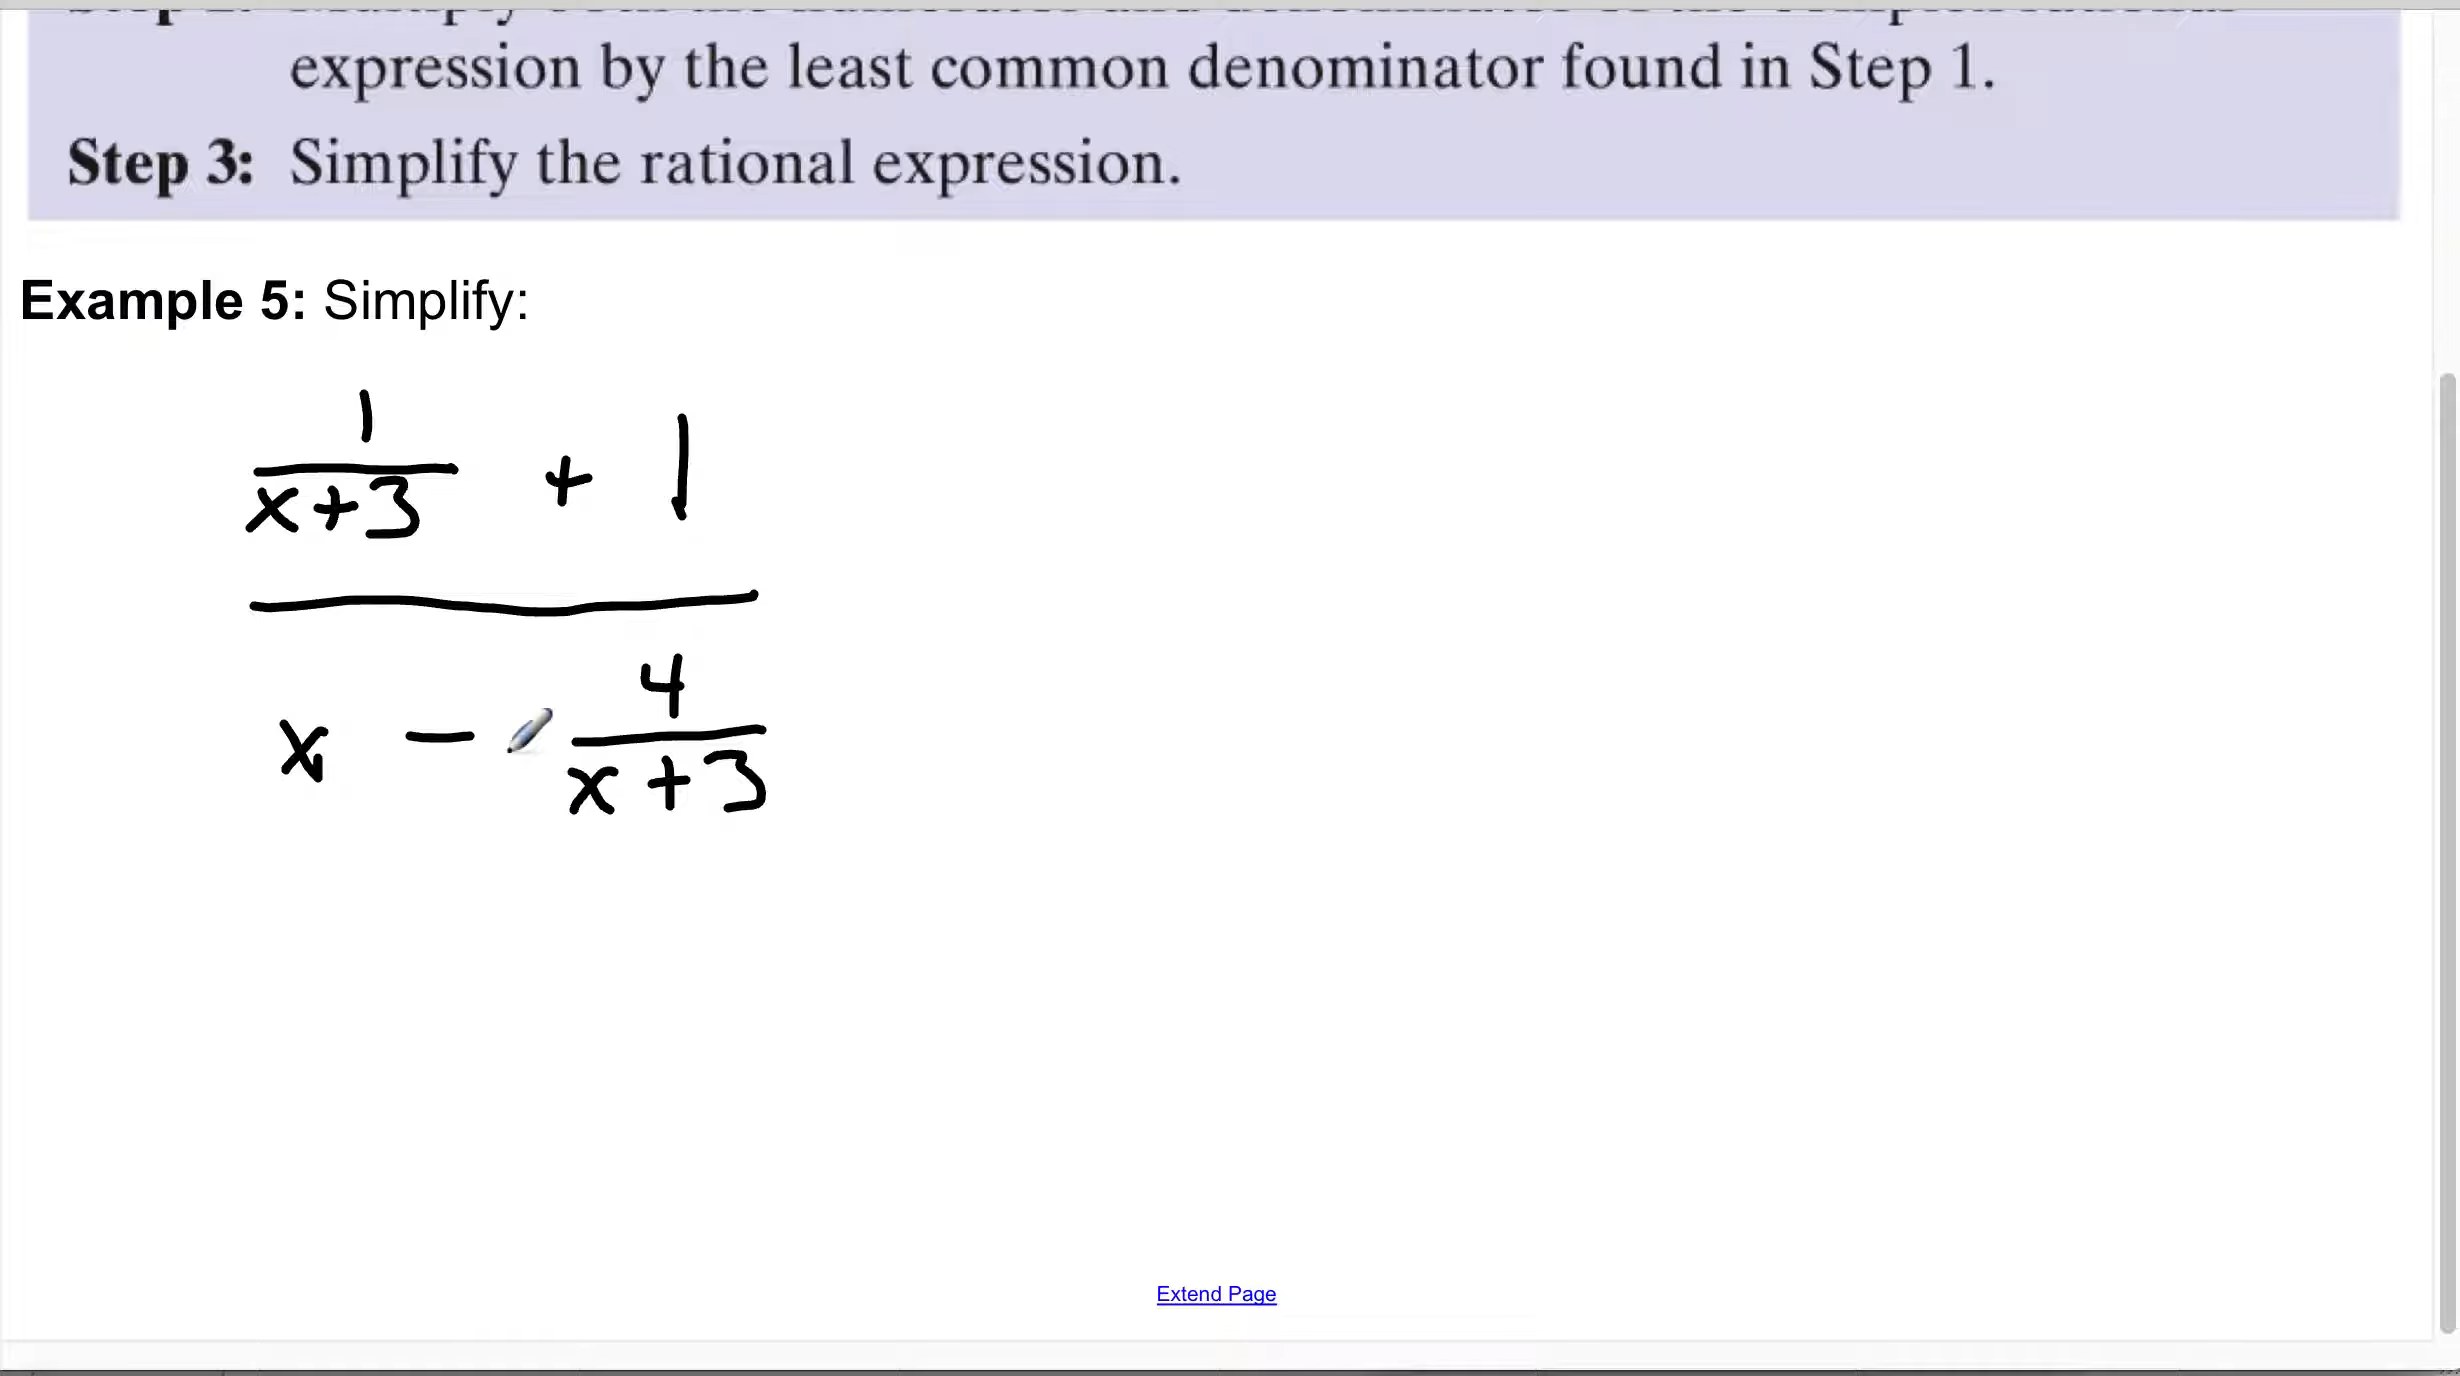 expression by the least common denominator found in Step 1.
Step 3: Simplify the rational expression.
Example 5: Simplify:
1
x+3 + 1
4
x - 
x+3
Extend Page